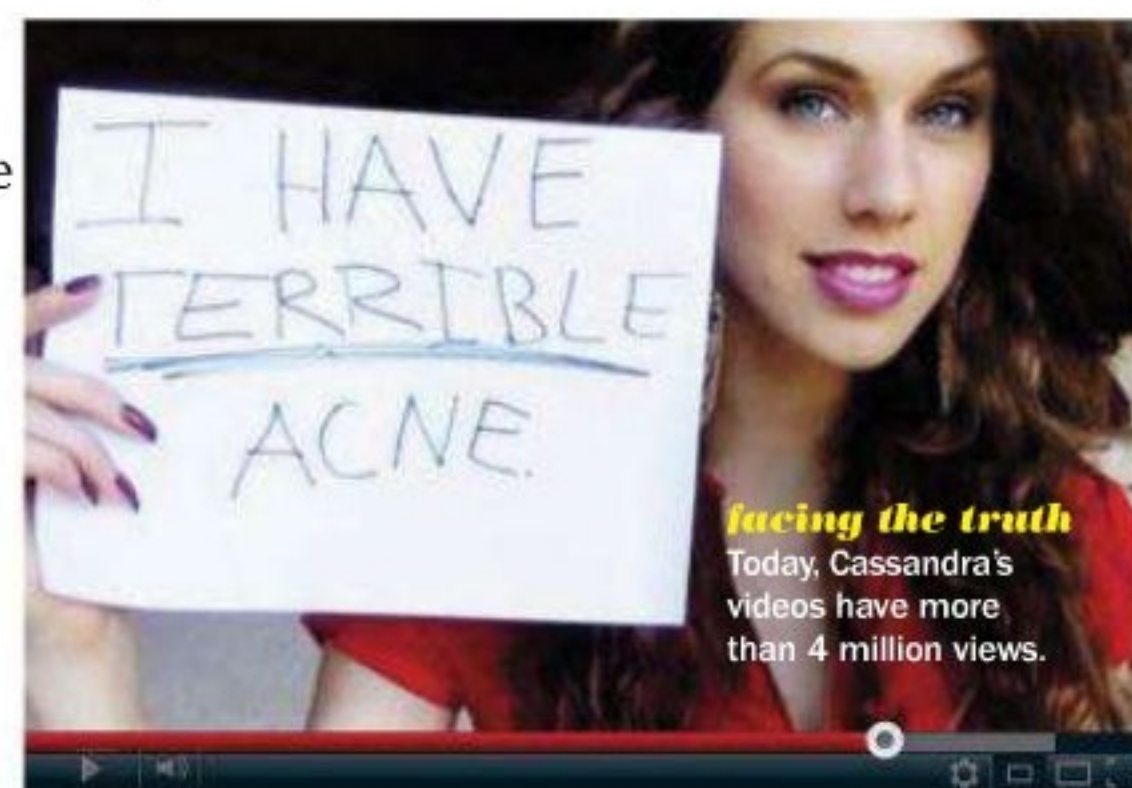 e
I HAVE
TERRIBLE
ACNE.
facing the truth
Today, Cassandra's
videos have more
than 4 million views.